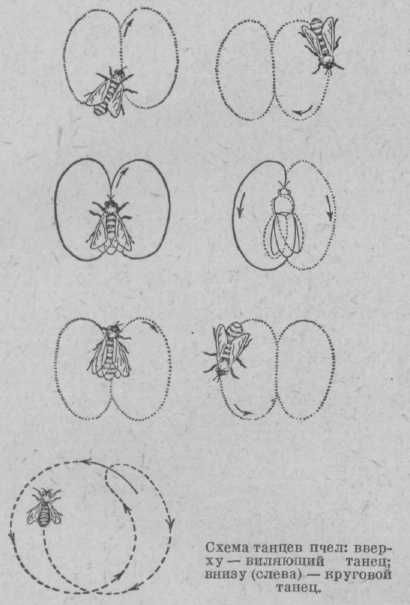 Схема танцев пчел: ввер-
ху — виляющий танец;
внизу (слева) — круговой
танец.